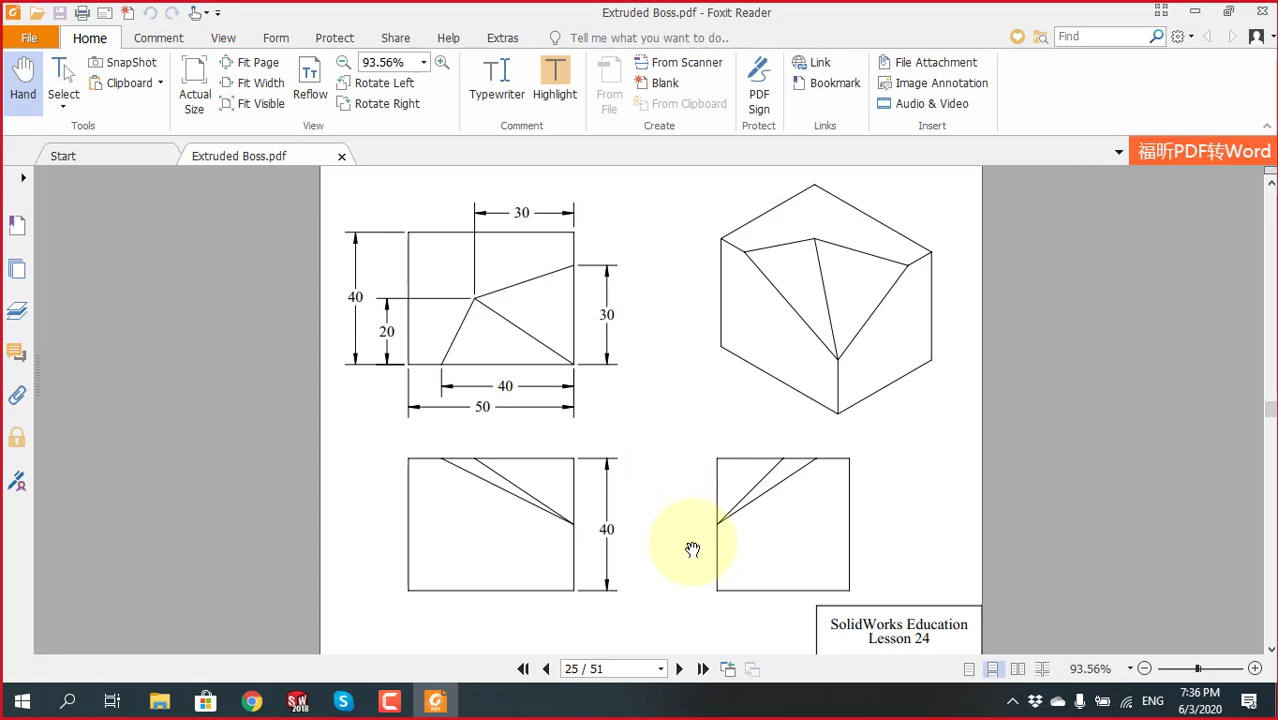 Extruded Boss.pdf - Foxit Reader
File Home Comment View Form Protect Share Help Extras Tell me what you want to do.. Find
Hand
Select
SnapShot
Clipboard
Tools
Actual Size
Fit Page
Fit Width
Fit Visible
Reflow
93.56%
Rotate Left
Rotate Right
View
Typewriter
Highlight
Comment
From File
From Scanner
Blank
From Clipboard
Create
PDF Sign
Protect
Link
Bookmark
Links
File Attachment
Image Annotation
Audio & Video
Insert
Start
Extruded Boss.pdf
福昕PDF转Word
30
40
20
30
40
50
40
SolidWorks Education
Lesson 24
25 / 51
93.56%
SW
2018
ENG
7:36 PM
6/3/2020